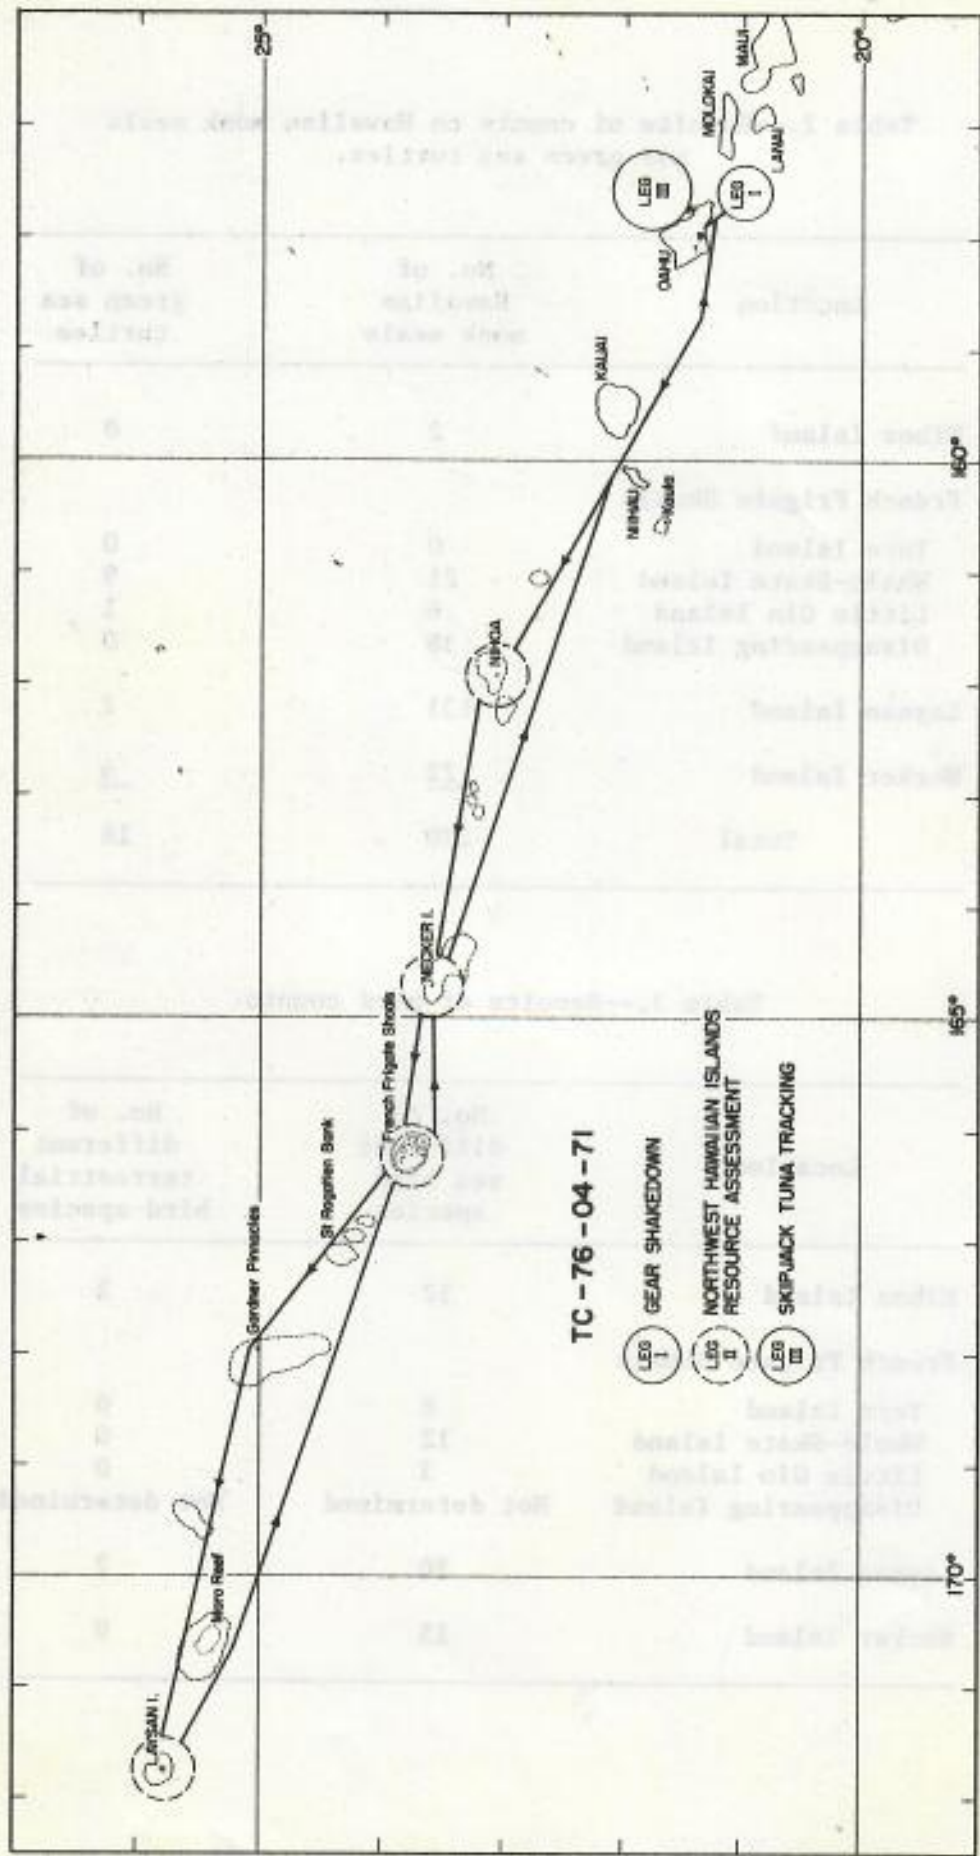 LAYSAN I.
Maro Reef
Gardner Pinnacles
25°
St Rogatien Bank
French Frigate Shoals
NECKER I.
NIHOA
KAUAI
NIIHAU
Kaula
OAHU
LEG
III
LEG
I
MOLOKAI
LANAI
MAUI
20°
TC-76-04-71
LEG
I
GEAR SHAKEDOWN
LEG
II
NORTHWEST HAWAIIAN ISLANDS
RESOURCE ASSESSMENT
LEG
III
SKIPJACK TUNA TRACKING
170°
165°
160°